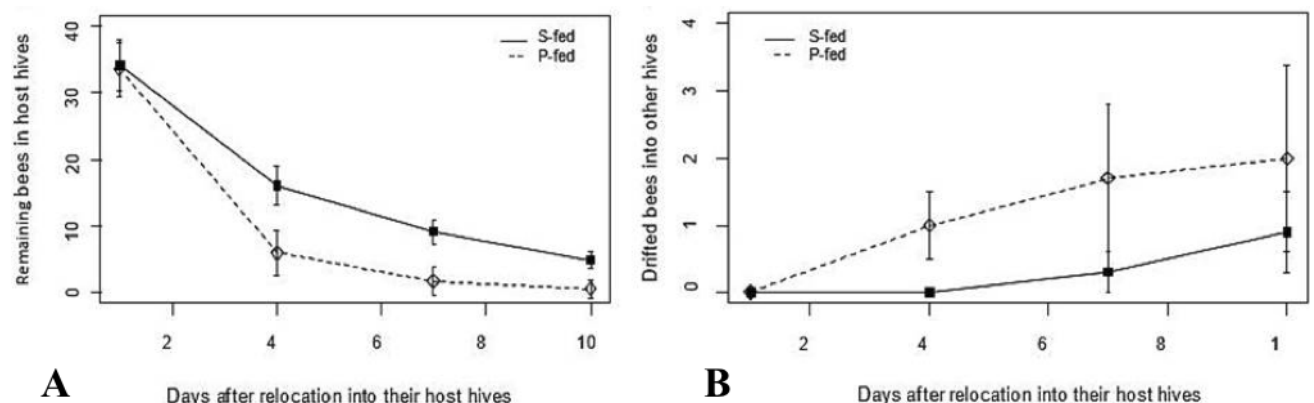 Remaining bees in host hives
40
30
20
10
0
S-fed
P-fed
2
4
6
8
10
A
Days after relocation into their host hives
Drifted bees into other hives
4
3
2
1
0
S-fed
P-fed
2
4
6
8
1
B
Days after relocation into their host hives